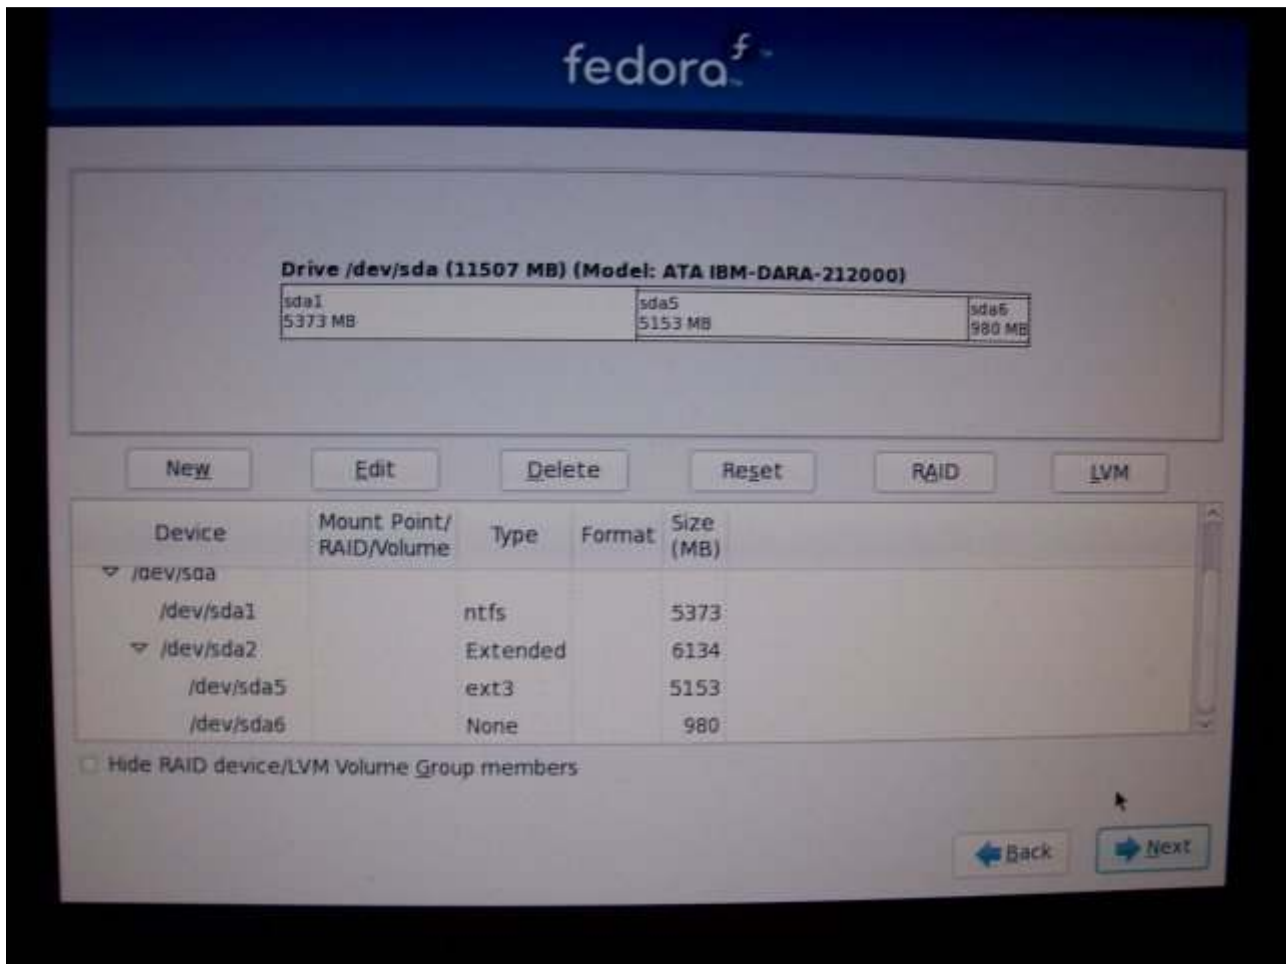 fedora
Drive /dev/sda (11507 MB) (Model: ATA IBM-DARA-212000)
sda1
5373 MB
sda5
5153 MB
sda6
980 MB
New
Edit
Delete
Reset
RAID
LVM
Device
Mount Point/
RAID/Volume
Type
Format
Size
(MB)
/dev/sda
/dev/sda1 ntfs 5373
/dev/sda2 Extended 6134
/dev/sda5 ext3 5153
/dev/sda6 None 980
Hide RAID device/LVM Volume Group members
Back
Next